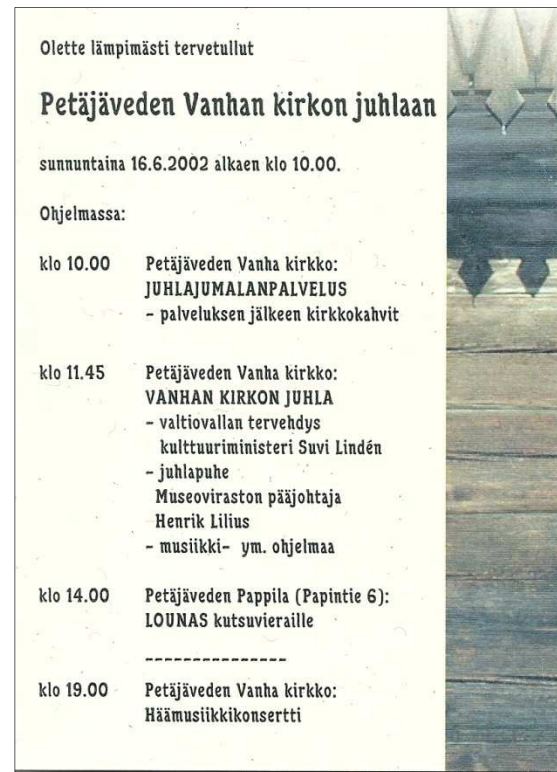 Olette lämpimästi tervetullut
Petäjäveden Vanhan kirkon juhlaan
sunnuntaina 16.6.2002 alkaen klo 10.00.
Ohjelmassa:
klo 10.00 Petäjäveden Vanha kirkko:
JUHLAJUMALANPALVELUS
– palveluksen jälkeen kirkkokahvit
klo 11.45 Petäjäveden Vanha kirkko:
VANHAN KIRKON JUHLA
– valtiovallan tervehdys
kulttuuriministeri Suvi Lindén
– juhlapuhe
Museoviraston pääjohtaja
Henrik Lilius
– musiikki– ym. ohjelmaa
klo 14.00 Petäjäveden Pappila (Papintie 6):
LOUNAS kutsuvieraille
---------------
klo 19.00 Petäjäveden Vanha kirkko:
Häämusiikkikonsertti